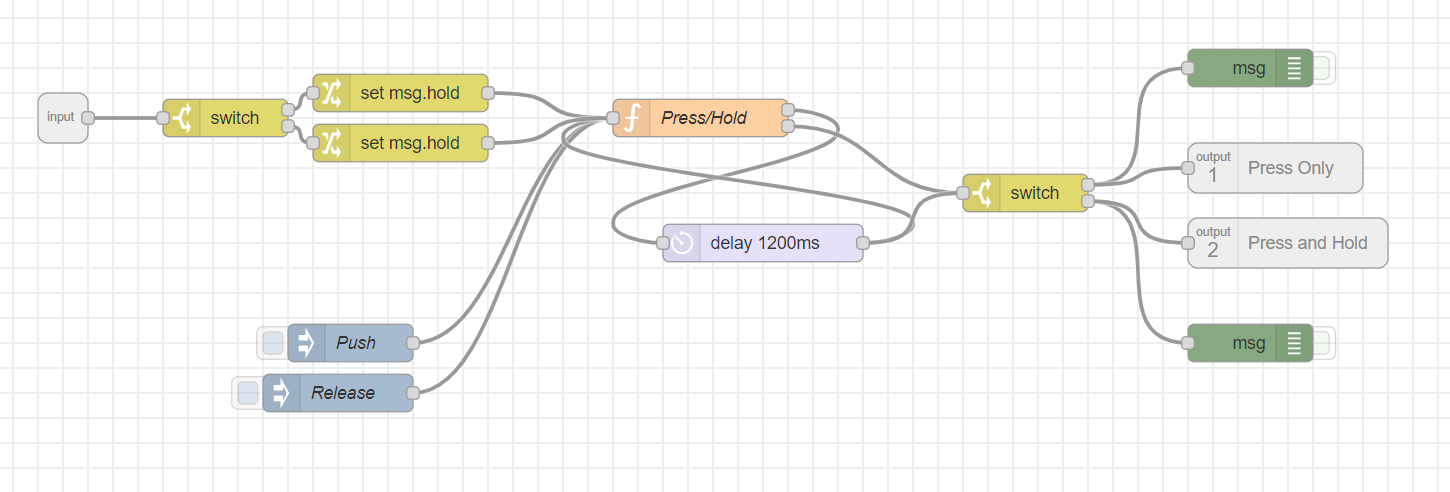 input
switch
set msg.hold
set msg.hold
Press/Hold
delay 1200ms
Push
Release
switch
msg
output
1
Press Only
output
2
Press and Hold
msg